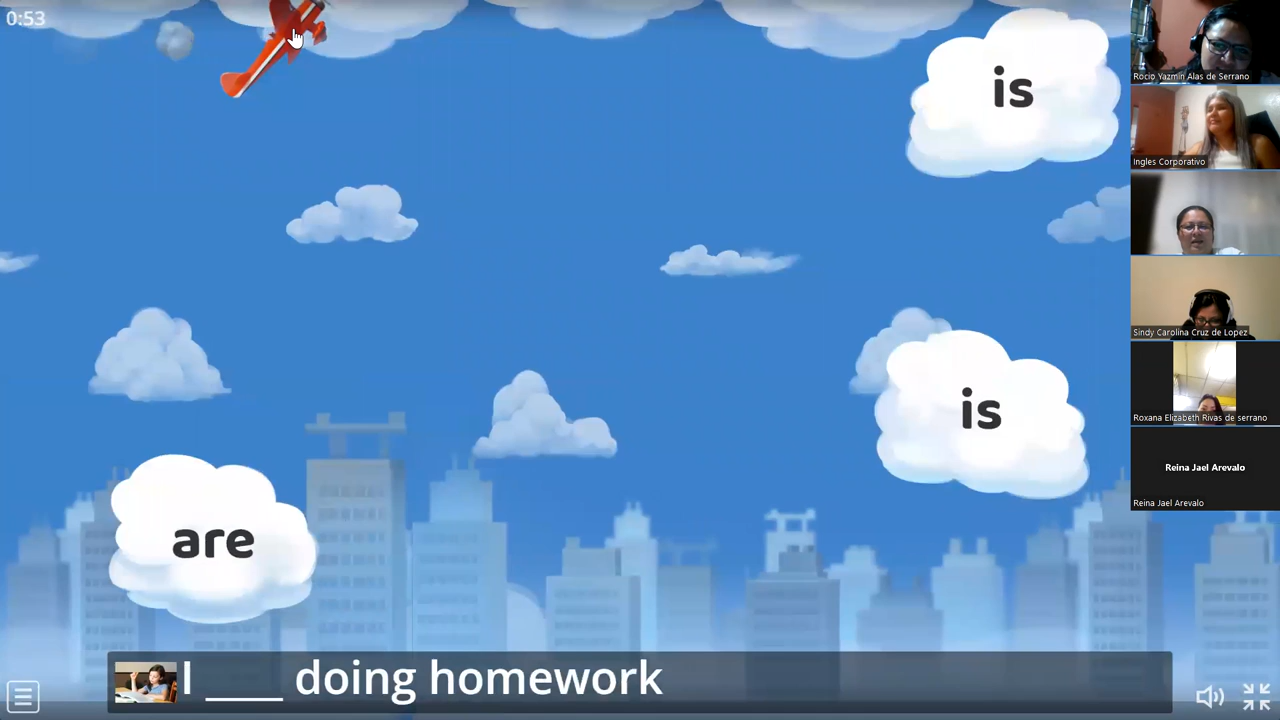 0:53
is
is
are
I ____ doing homework
Rocio Yazmin Alas de Serrano
Ingles Corporativo
Sindy Carolina Cruz de Lopez
Roxana Elizabeth Rivas de serrano
Reina Jael Arevalo
Reina Jael Arevalo